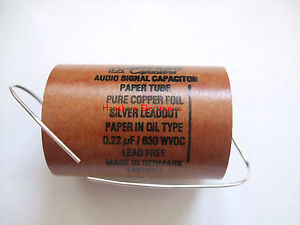 Capacitors
AUDIO SIGNAL CAPACITOR
PAPER TUBE
PURE COPPER FOIL
SILVER LEADOUT
PAPER IN OIL TYPE
0.22 µF / 630 WVDC
LEAD FREE
MADE IN DENMARK